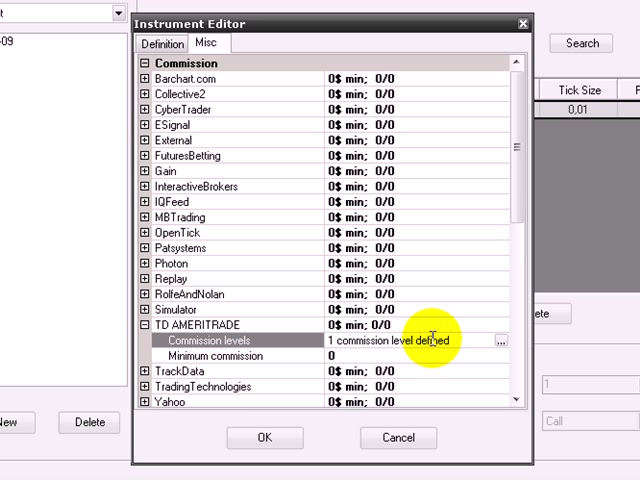 t
-09
Instrument Editor
Definition Misc
Search
Commission
Barchart.com 0$ min; 0/0
Tick Size
Collective2 0$ min; 0/0
CyberTrader 0$ min; 0/0
0,01
ESignal 0$ min; 0/0
External 0$ min; 0/0
FuturesBetting 0$ min; 0/0
Gain 0$ min; 0/0
InteractiveBrokers 0$ min; 0/0
IQFeed 0$ min; 0/0
MBTrading 0$ min; 0/0
OpenTick 0$ min; 0/0
Patsystems 0$ min; 0/0
Photon 0$ min; 0/0
Replay 0$ min; 0/0
RolfeAndNolan 0$ min; 0/0
Simulator 0$ min; 0/0
ete
TD AMERITRADE 0$ min; 0/0
Commission levels 1 commission level defined ...
Minimum commission 0
TrackData 0$ min; 0/0
TradingTechnologies 0$ min; 0/0
1
Yahoo 0$ min; 0/0
New Delete
Call
OK Cancel